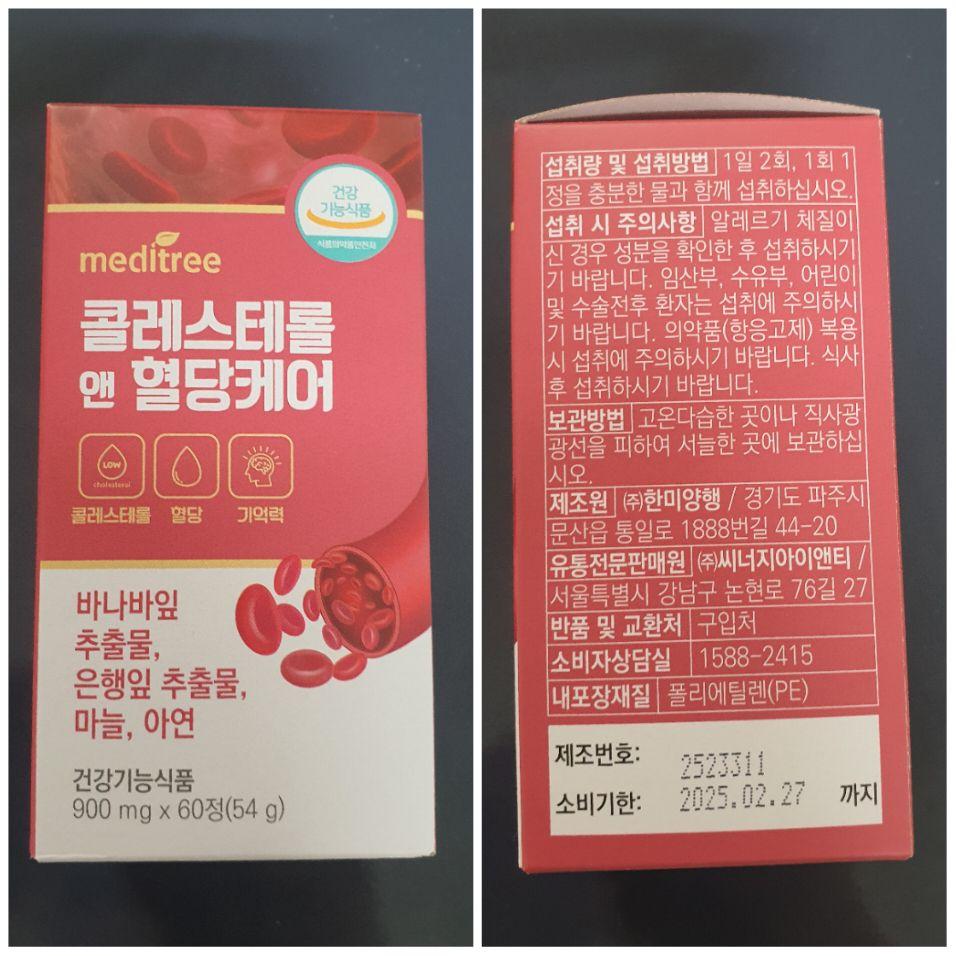 건강
기능식품
식품의약품안전처
meditree
콜레스테롤
앤 혈당케어
LOW
cholesterol
콜레스테롤 혈당 기억력
바나바잎
추출물,
은행잎 추출물,
마늘, 아연
건강기능식품
900 mg x 60정(54 g)
섭취량 및 섭취방법 1일 2회, 1회 1
정을 충분한 물과 함께 섭취하십시오.
섭취 시 주의사항 알레르기 체질이
신 경우 성분을 확인한 후 섭취하시기
기 바랍니다. 임산부, 수유부, 어린이
및 수술전후 환자는 섭취에 주의하시
기 바랍니다. 의약품(항응고제) 복용
시 섭취에 주의하시기 바랍니다. 식사
후 섭취하시기 바랍니다.
보관방법 고온다습한 곳이나 직사광
광선을 피하여 서늘한 곳에 보관하십
시오.
제조원 ㈜한미양행 / 경기도 파주시
문산읍 통일로 1888번길 44-20
유통전문판매원 ㈜씨너지아이앤티 /
서울특별시 강남구 논현로 76길 27
반품 및 교환처 구입처
소비자상담실 1588-2415
내포장재질 폴리에틸렌(PE)
제조번호: 2523311
소비기한: 2025.02.27 까지